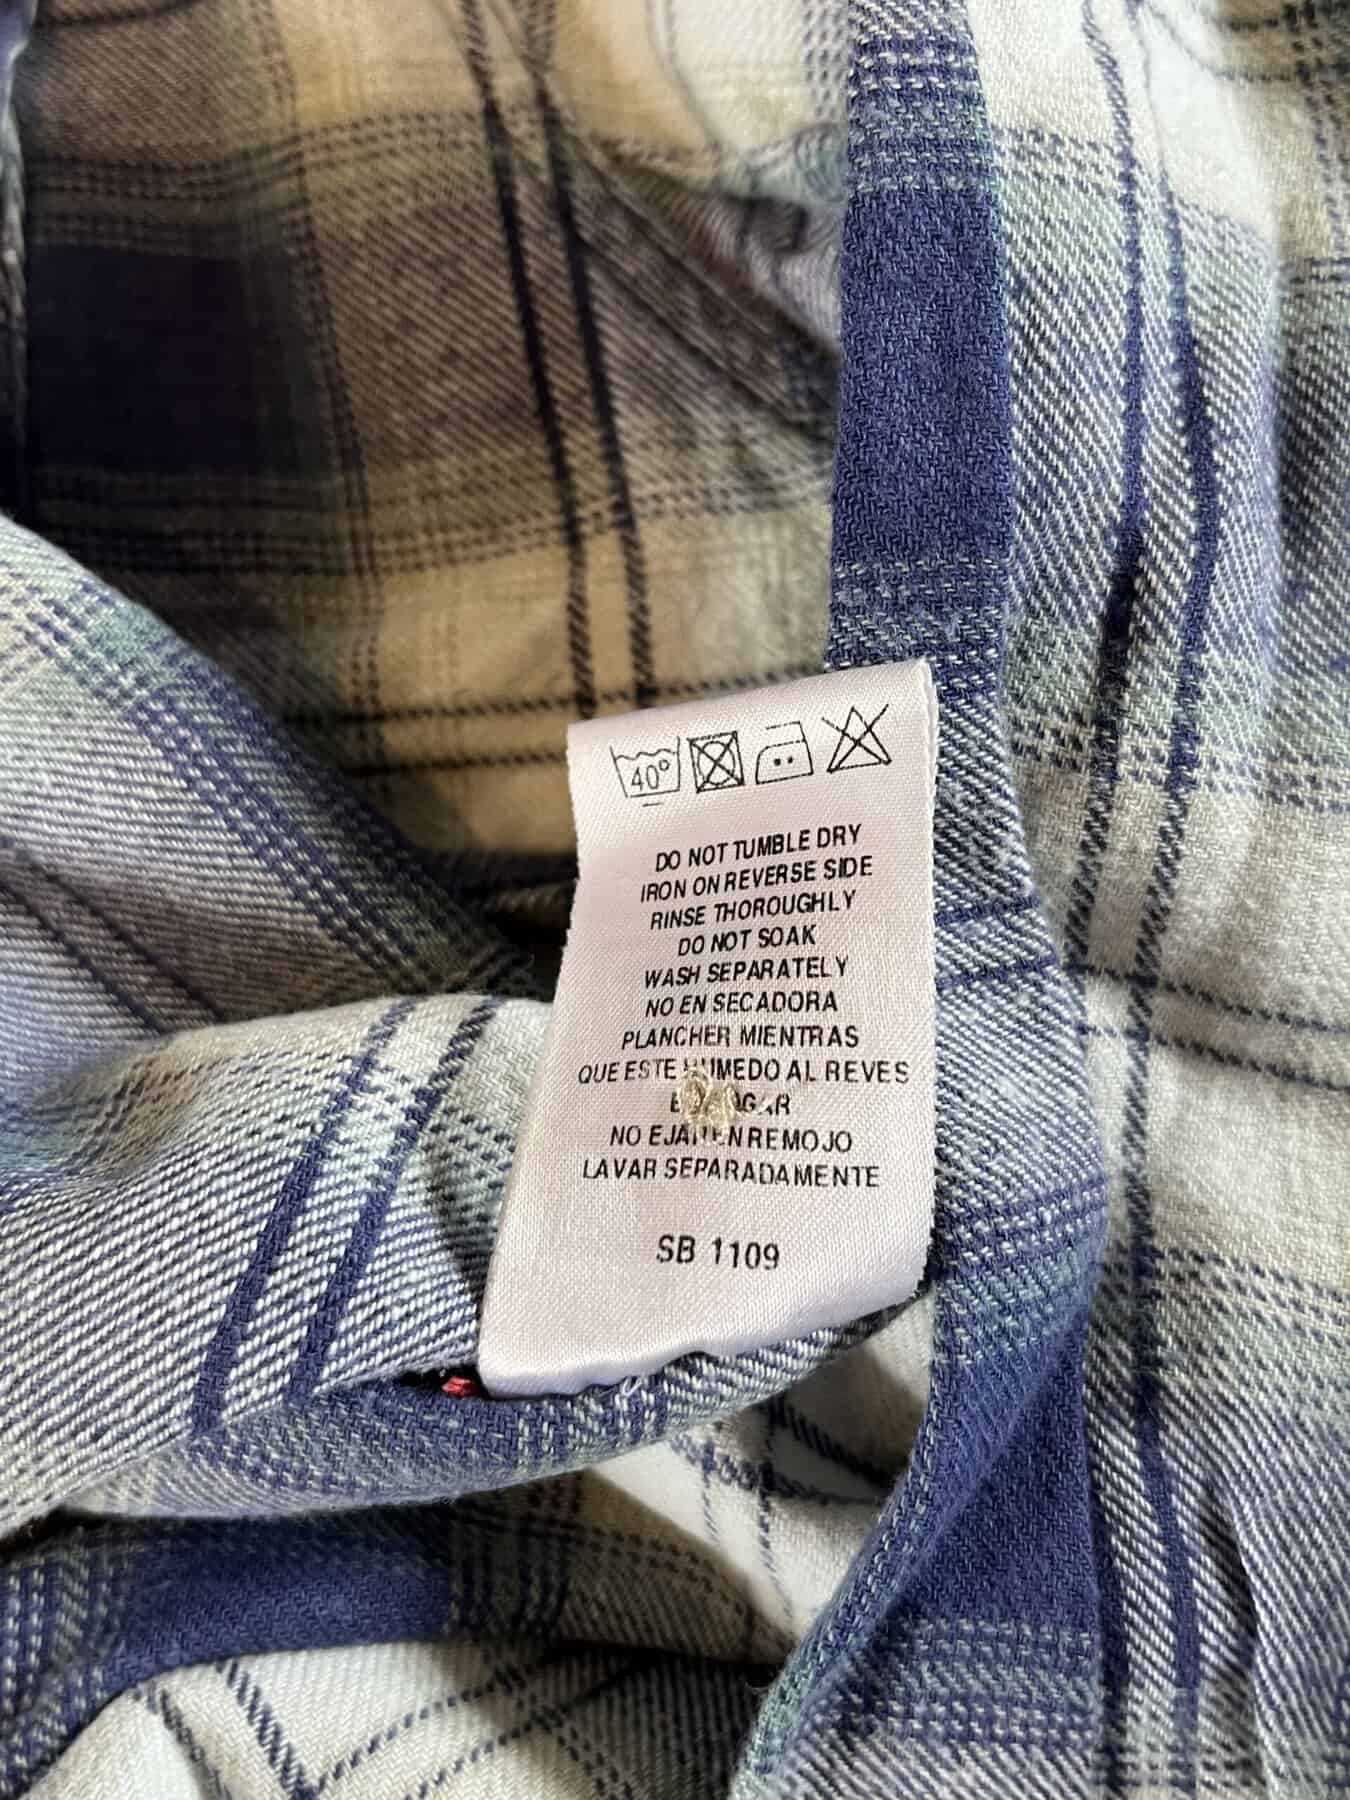 40°
DO NOT TUMBLE DRY
IRON ON REVERSE SIDE
RINSE THOROUGHLY
DO NOT SOAK
WASH SEPARATELY
NO EN SECADORA
PLANCHER MIENTRAS
QUE ESTE HUMEDO AL REVES
NO EN REMOJO
LAVAR SEPARADAMENTE
SB 1109